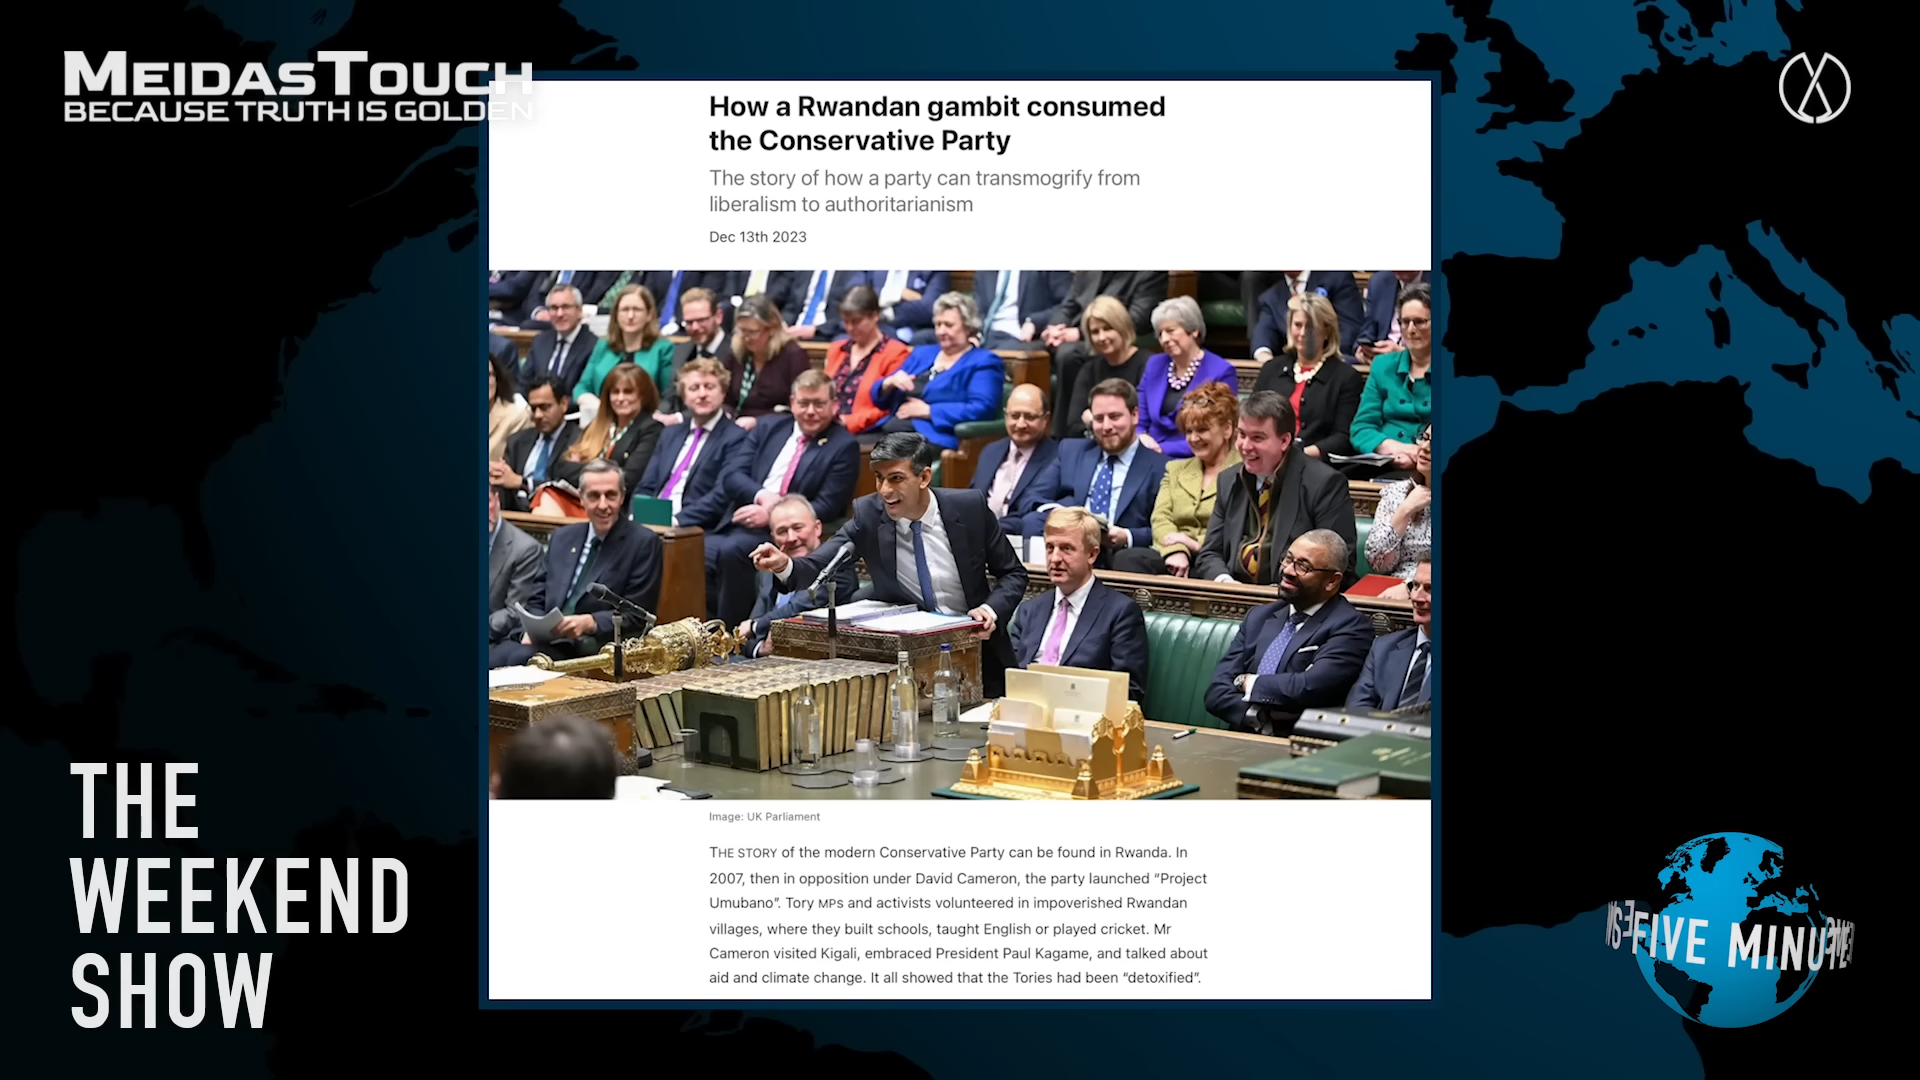 MEIDASTOUCH
BECAUSE TRUTH IS GOLDEN
How a Rwandan gambit consumed
the Conservative Party
The story of how a party can transmogrify from
liberalism to authoritarianism
Dec 13th 2023
Image: UK Parliament
THE STORY of the modern Conservative Party can be found in Rwanda. In
2007, then in opposition under David Cameron, the party launched “Project
Umubano”. Tory MPs and activists volunteered in impoverished Rwandan
villages, where they built schools, taught English or played cricket. Mr
Cameron visited Kigali, embraced President Paul Kagame, and talked about
aid and climate change. It all showed that the Tories had been “detoxified”.
THE
WEEKEND
SHOW
FIVE MINUTE